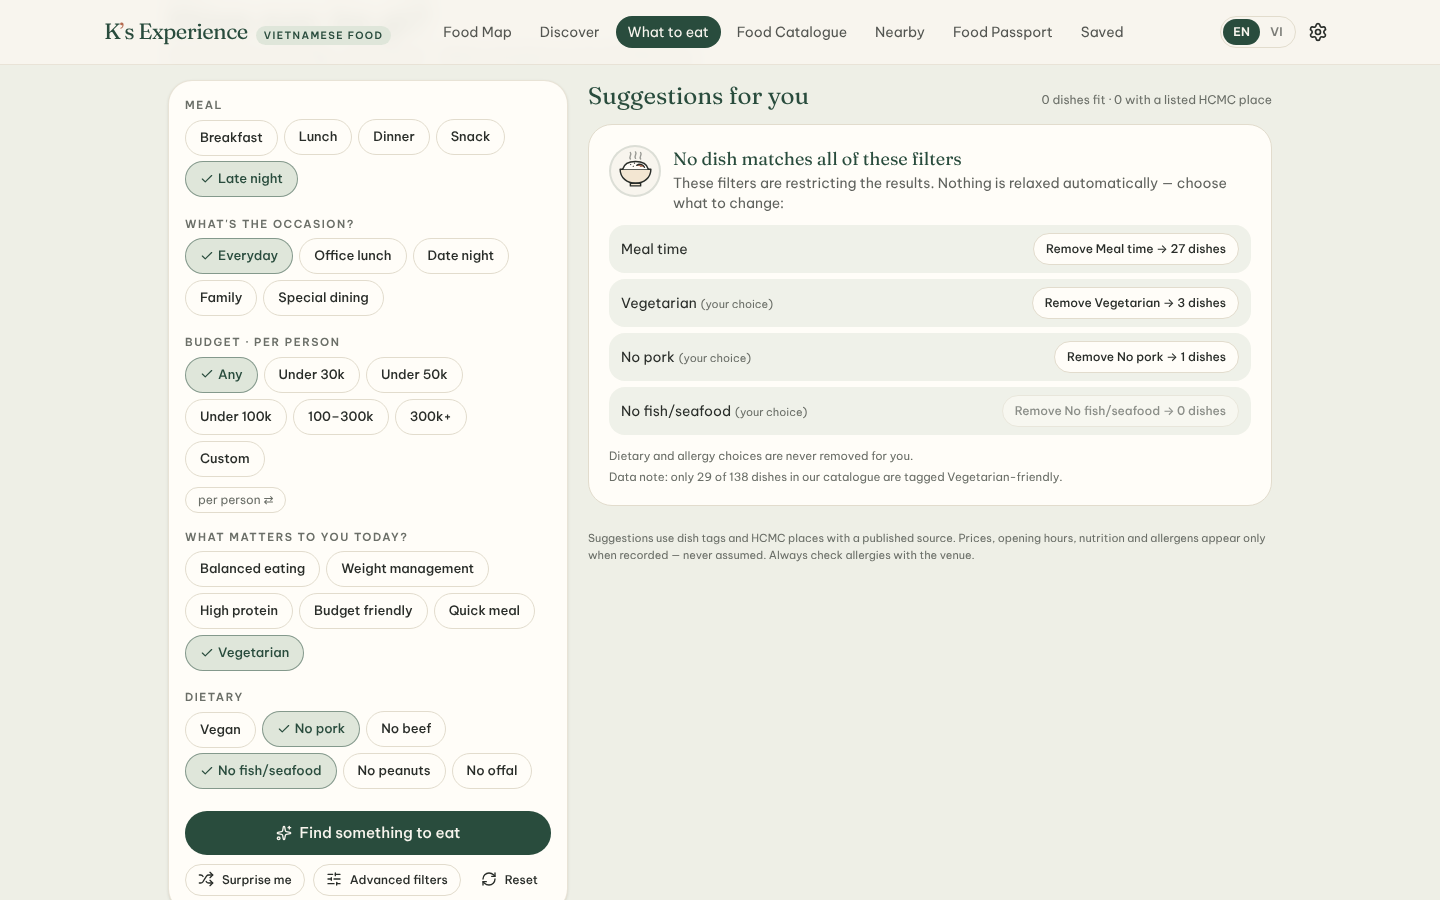 K's Experience VIETNAMESE FOOD Food Map Discover What to eat Food Catalogue Nearby Food Passport Saved EN VI
MEAL
Breakfast Lunch Dinner Snack
Late night
WHAT'S THE OCCASION?
Everyday Office lunch Date night
Family Special dining
BUDGET · PER PERSON
Any Under 30k Under 50k
Under 100k 100–300k 300k+
Custom
per person ⇄
WHAT MATTERS TO YOU TODAY?
Balanced eating Weight management
High protein Budget friendly Quick meal
Vegetarian
DIETARY
Vegan No pork No beef
No fish/seafood No peanuts No offal
Find something to eat
Surprise me Advanced filters Reset
Suggestions for you 0 dishes fit · 0 with a listed HCMC place
No dish matches all of these filters
These filters are restricting the results. Nothing is relaxed automatically — choose
what to change:
Meal time Remove Meal time → 27 dishes
Vegetarian (your choice) Remove Vegetarian → 3 dishes
No pork (your choice) Remove No pork → 1 dishes
No fish/seafood (your choice) Remove No fish/seafood → 0 dishes
Dietary and allergy choices are never removed for you.
Data note: only 29 of 138 dishes in our catalogue are tagged Vegetarian-friendly.
Suggestions use dish tags and HCMC places with a published source. Prices, opening hours, nutrition and allergens appear only
when recorded — never assumed. Always check allergies with the venue.